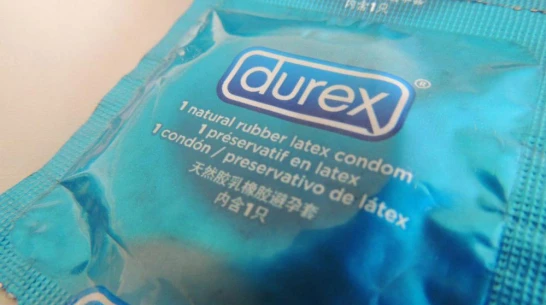 内含1只
durex®
1 natural rubber latex condom
1 préservatif en latex
1 condón / preservativo de látex
天然胶乳橡胶避孕套
内含1只